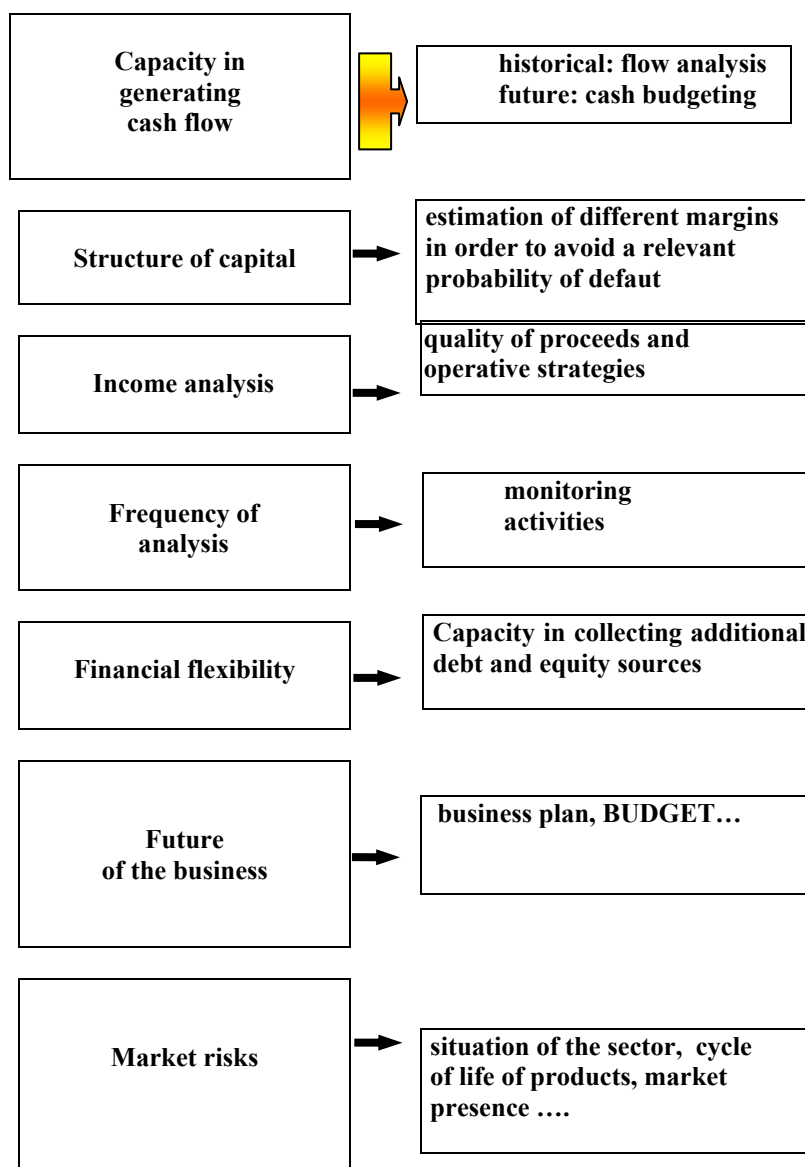 Capacity in
generating
cash flow
historical: flow analysis
future: cash budgeting
Structure of capital
estimation of different margins
in order to avoid a relevant
probability of defaut
Income analysis
quality of proceeds and
operative strategies
Frequency of
analysis
monitoring
activities
Financial flexibility
Capacity in collecting additional
debt and equity sources
Future
of the business
business plan, BUDGET…
Market risks
situation of the sector, cycle
of life of products, market
presence ….